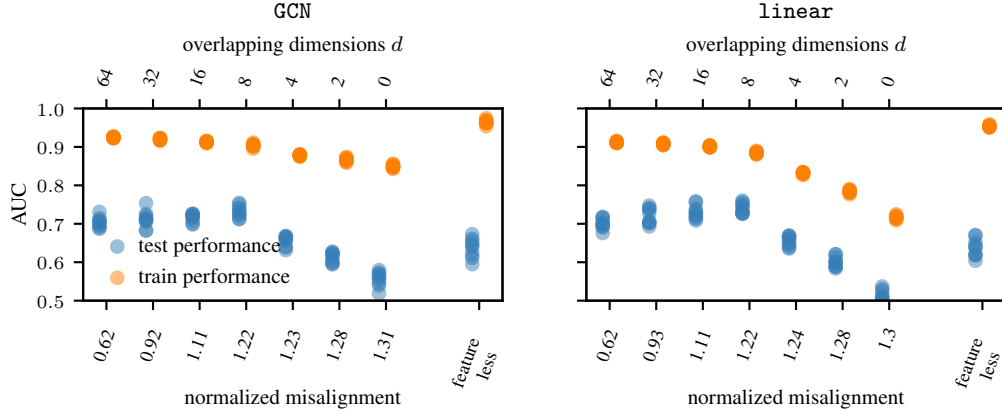 GCN
overlapping dimensions d
64 32 16 8 4 2 0
AUC
1.0
0.9
0.8
0.7
0.6
0.5
test performance
train performance
0.62 0.92 1.11 1.22 1.23 1.28 1.31 feature
less
normalized misalignment
linear
overlapping dimensions d
64 32 16 8 4 2 0
0.62 0.93 1.11 1.22 1.24 1.28 1.3 feature
less
normalized misalignment